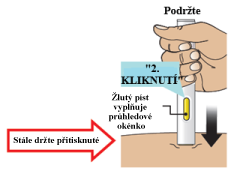 Podržte
"2.
KLIKNUTÍ"
Žlutý píst
vyplňuje
průhledové
okénko
Stále držte přitisknuté